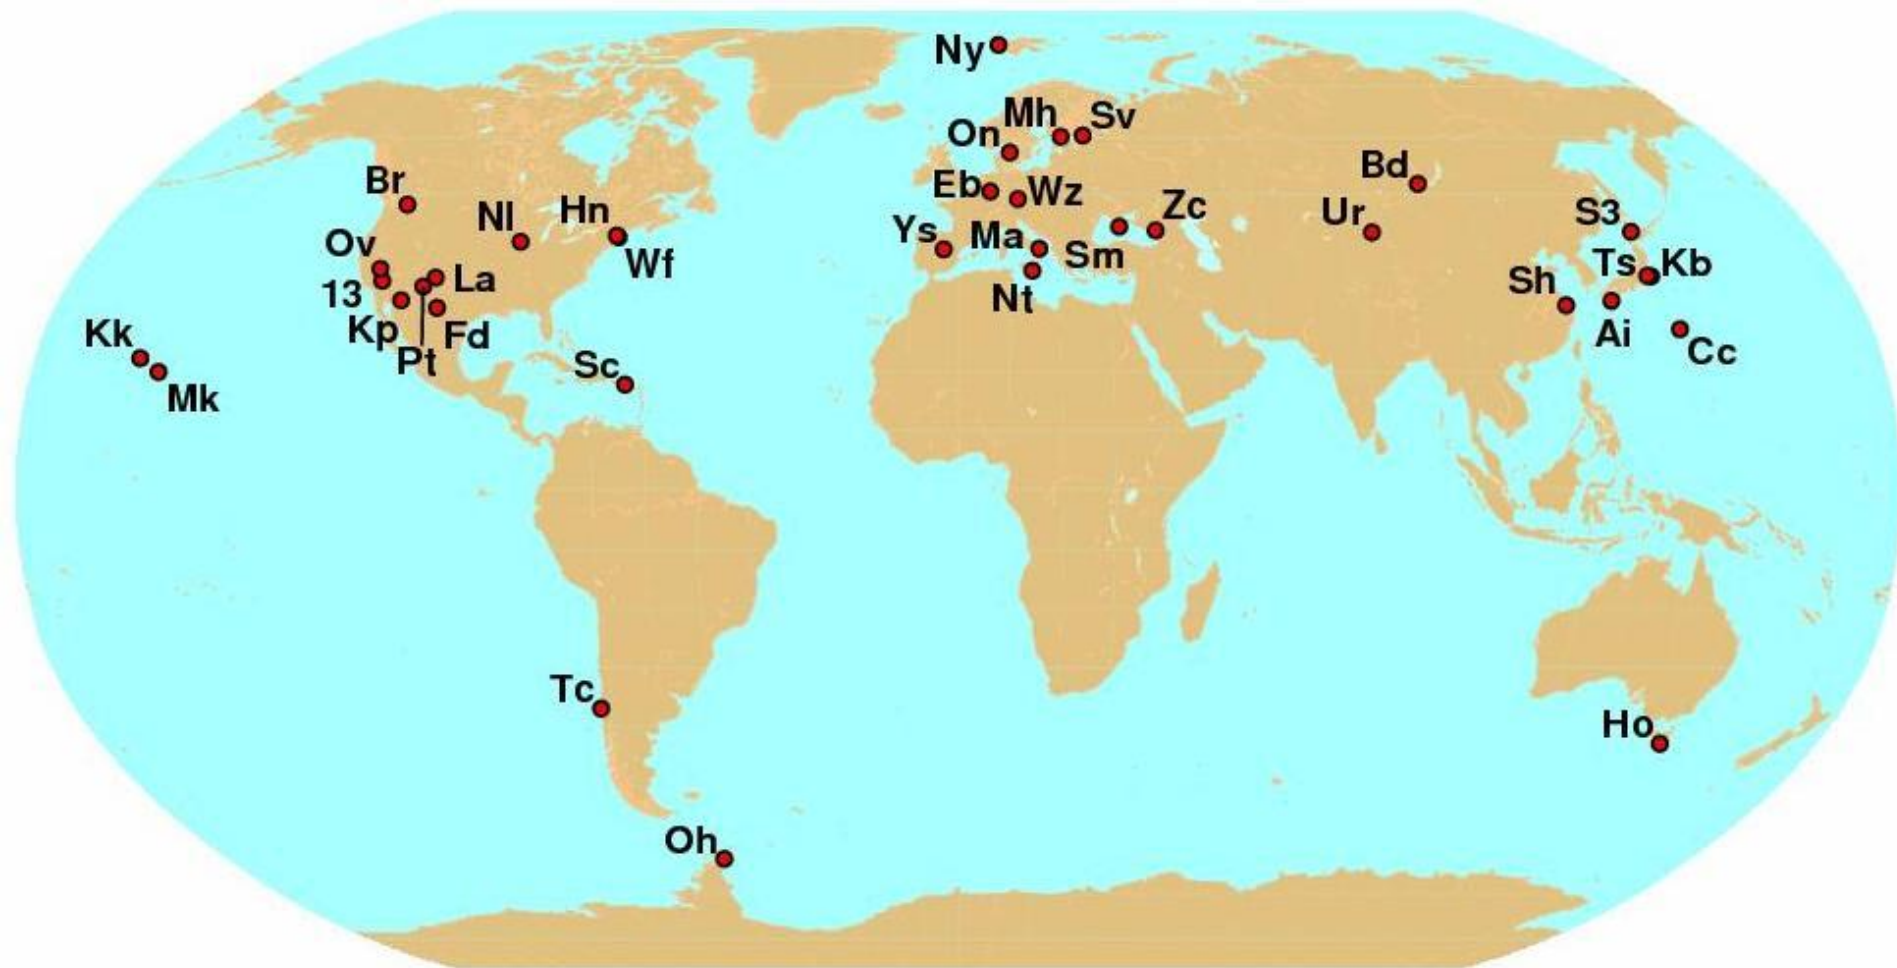 Ny
Mh
Sv
On
Bd
Br
Eb
Wz
Zc
Ur
S3
Nl
Hn
Ys
Ma
Sm
Ov
Wf
Ts
Kb
La
13
Sh
Nt
Kp
Fd
Ai
Kk
Pt
Cc
Sc
Mk
Tc
Ho
Oh